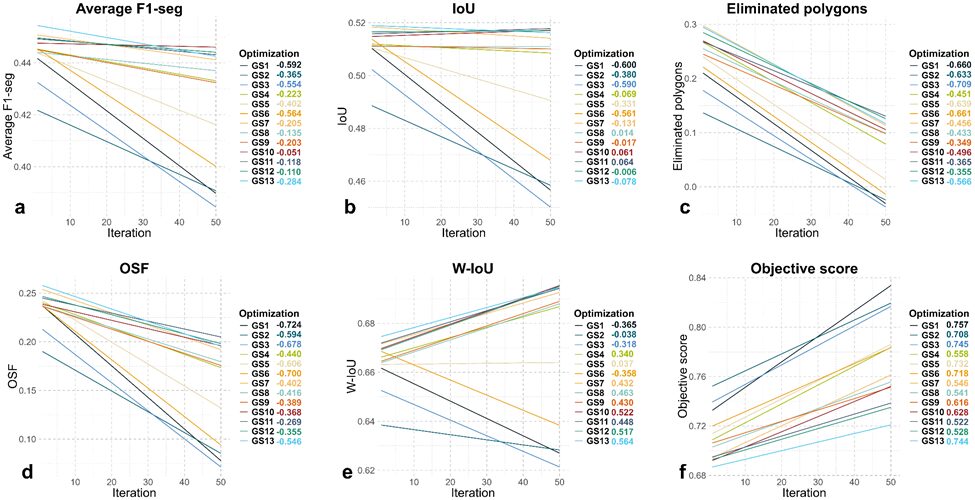 Average F1-seg
Average F1-seg
0.44
0.42
0.40
10
20
30
40
50
Iteration
a
Optimization
GS1 -0.592
GS2 -0.365
GS3 -0.554
GS4 -0.223
GS5 -0.402
GS6 -0.564
GS7 -0.205
GS8 -0.135
GS9 -0.203
GS10 -0.051
GS11 -0.118
GS12 -0.110
GS13 -0.284
IoU
IoU
0.52
0.50
0.48
0.46
10
20
30
40
50
Iteration
b
Optimization
GS1 -0.600
GS2 -0.380
GS3 -0.590
GS4 -0.069
GS5 -0.331
GS6 -0.561
GS7 -0.131
GS8 0.014
GS9 -0.017
GS10 0.061
GS11 0.064
GS12 -0.006
GS13 -0.078
Eliminated polygons
Eliminated polygons
0.3
0.2
0.1
0.0
10
20
30
40
50
Iteration
c
Optimization
GS1 -0.660
GS2 -0.633
GS3 -0.709
GS4 -0.451
GS5 -0.639
GS6 -0.661
GS7 -0.456
GS8 -0.433
GS9 -0.349
GS10 -0.496
GS11 -0.365
GS12 -0.355
GS13 -0.566
OSF
OSF
0.25
0.20
0.15
0.10
10
20
30
40
50
Iteration
d
Optimization
GS1 -0.724
GS2 -0.594
GS3 -0.678
GS4 -0.440
GS5 -0.606
GS6 -0.700
GS7 -0.402
GS8 -0.416
GS9 -0.389
GS10 -0.368
GS11 -0.269
GS12 -0.355
GS13 -0.546
W-IoU
W-IoU
0.68
0.66
0.64
0.62
10
20
30
40
50
Iteration
e
Optimization
GS1 -0.365
GS2 -0.038
GS3 -0.318
GS4 0.340
GS5 0.037
GS6 -0.358
GS7 0.432
GS8 0.463
GS9 0.430
GS10 0.522
GS11 0.448
GS12 0.517
GS13 0.564
Objective score
Objective score
0.84
0.80
0.76
0.72
0.68
10
20
30
40
50
Iteration
f
Optimization
GS1 0.757
GS2 0.708
GS3 0.745
GS4 0.558
GS5 0.732
GS6 0.718
GS7 0.546
GS8 0.541
GS9 0.616
GS10 0.628
GS11 0.522
GS12 0.528
GS13 0.744